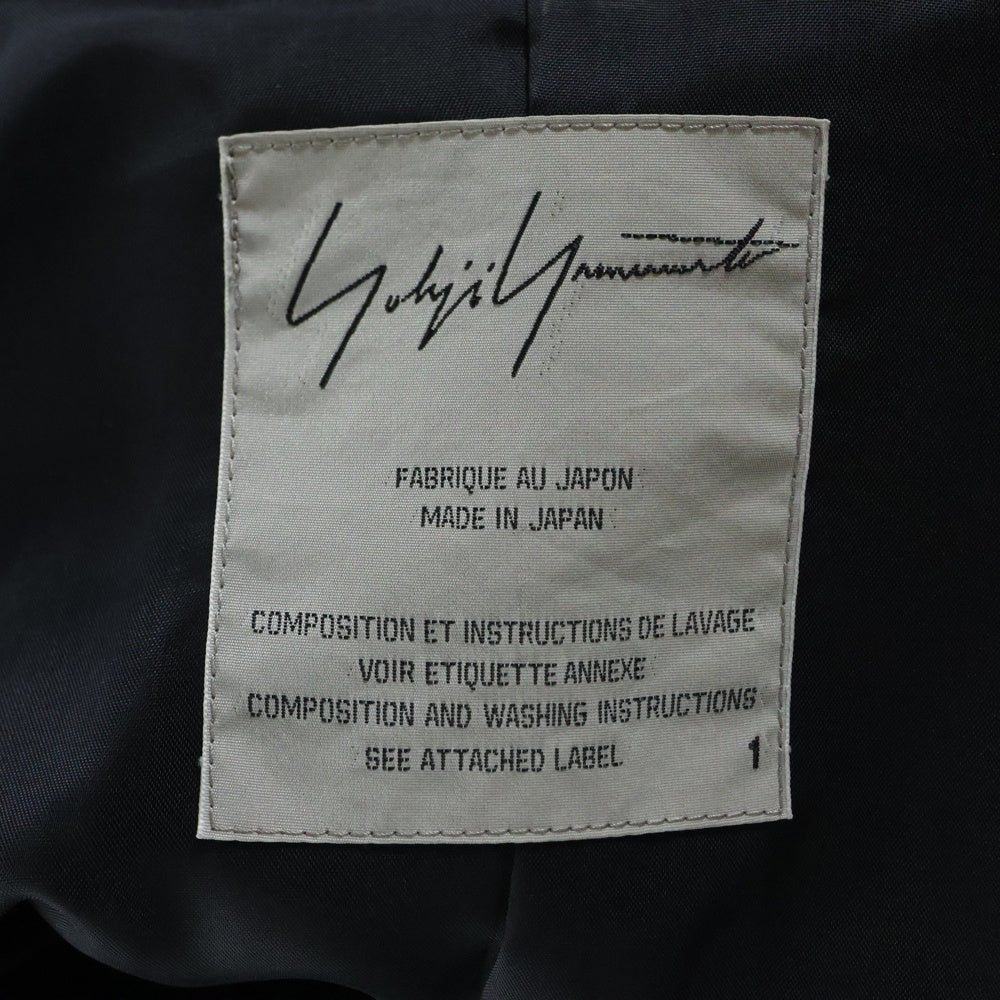 Yohji Yamamoto
FABRIQUE AU JAPON
MADE IN JAPAN
COMPOSITION ET INSTRUCTIONS DE LAVAGE
VOIR ETIQUETTE ANNEXE
COMPOSITION AND WASHING INSTRUCTIONS
SEE ATTACHED LABEL 1